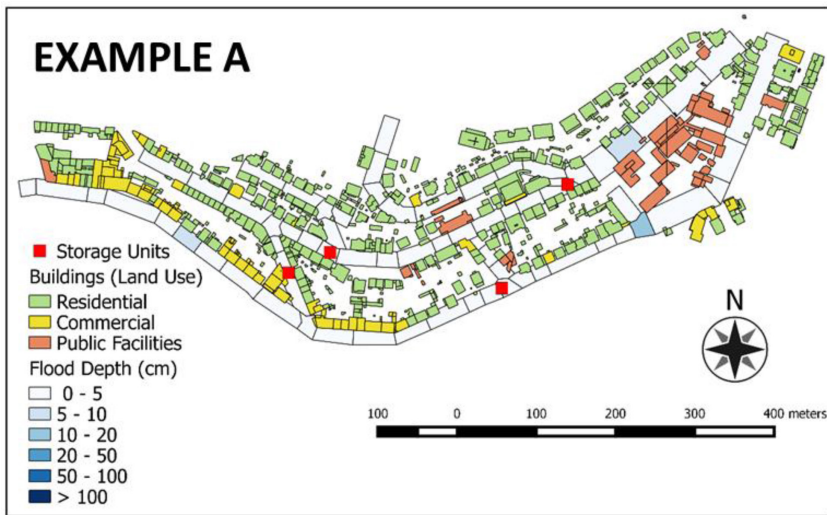 EXAMPLE A
Storage Units
Buildings (Land Use)
Residential
Commercial
Public Facilities
Flood Depth (cm)
0 - 5
5 - 10
10 - 20
20 - 50
50 - 100
> 100
N
100 0 100 200 300 400 meters